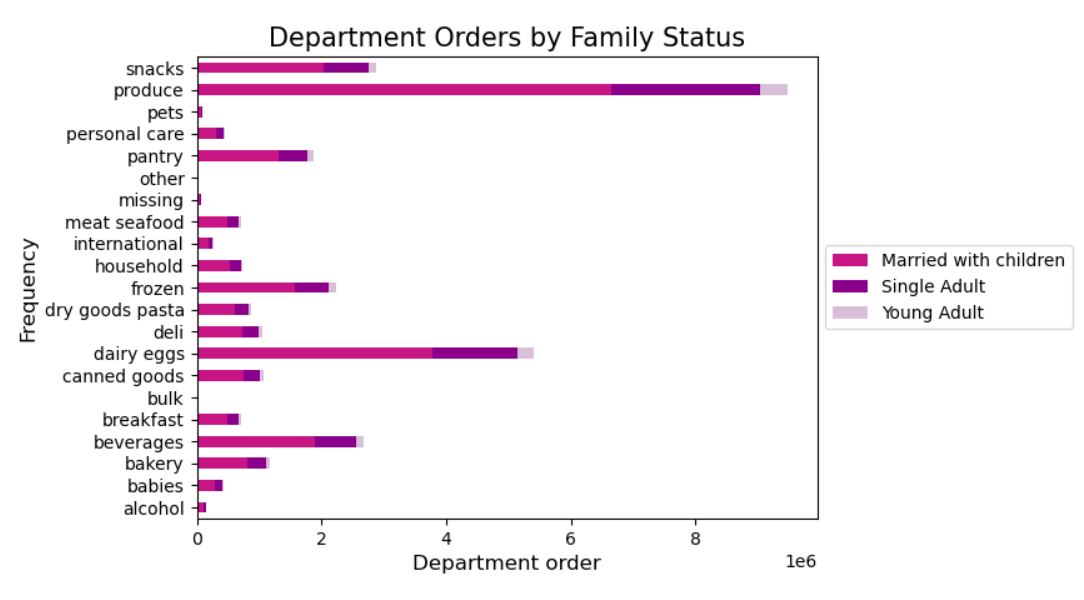 Department Orders by Family Status
snacks
produce
pets
personal care
pantry
other
missing
meat seafood
international
household
frozen
dry goods pasta
deli
dairy eggs
canned goods
bulk
breakfast
beverages
bakery
babies
alcohol
Frequency
0 2 4 6 8
1e6
Department order
Married with children
Single Adult
Young Adult